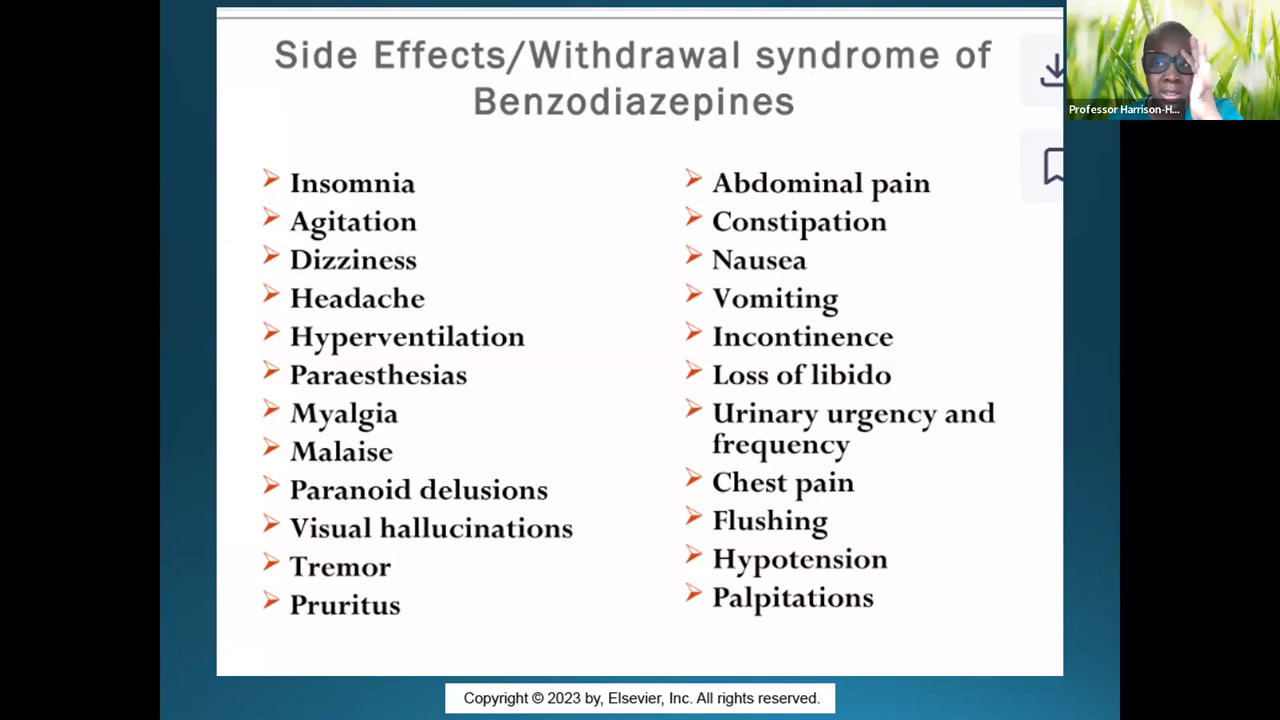 Side Effects/Withdrawal syndrome of
Benzodiazepines
Insomnia
Agitation
Dizziness
Headache
Hyperventilation
Paraesthesias
Myalgia
Malaise
Paranoid delusions
Visual hallucinations
Tremor
Pruritus
Abdominal pain
Constipation
Nausea
Vomiting
Incontinence
Loss of libido
Urinary urgency and
frequency
Chest pain
Flushing
Hypotension
Palpitations
Copyright © 2023 by, Elsevier, Inc. All rights reserved.
Professor Harrison-H...